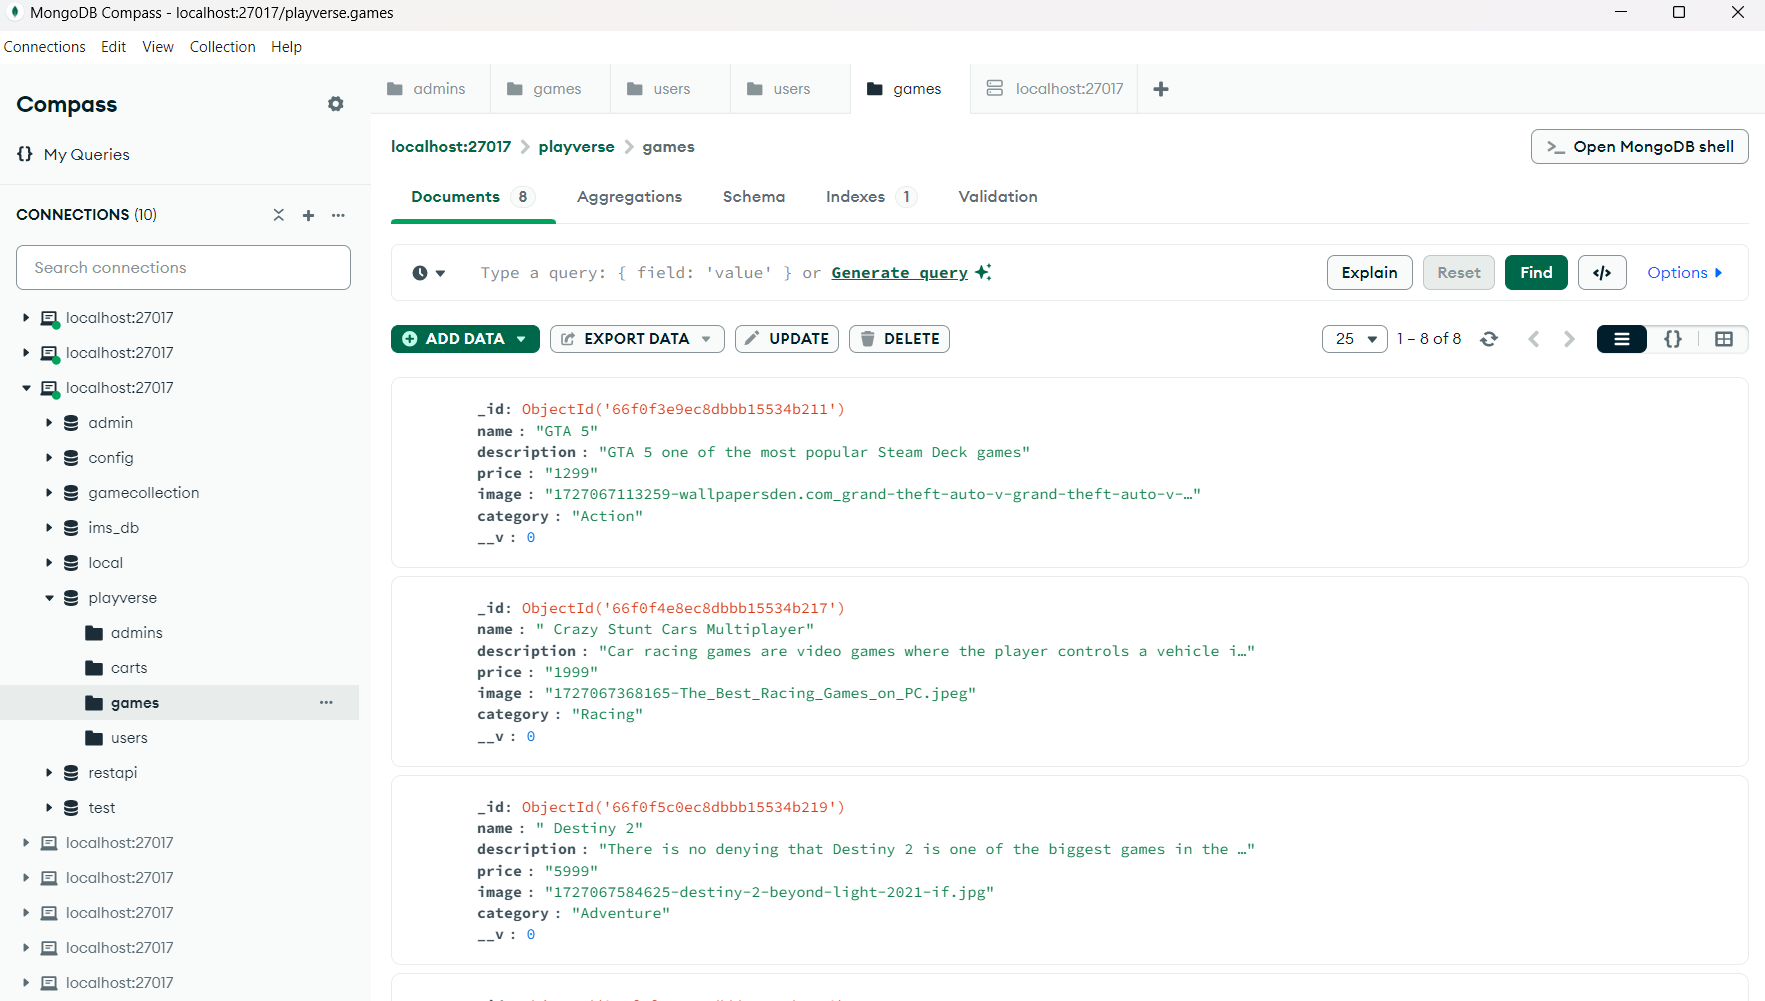 MongoDB Compass - localhost:27017/playverse.games
Connections Edit View Collection Help
Compass
My Queries
CONNECTIONS (10)
Search connections
localhost:27017
localhost:27017
localhost:27017
admin
config
gamecollection
ims_db
local
playverse
admins
carts
games
users
restapi
test
localhost:27017
localhost:27017
localhost:27017
localhost:27017
localhost:27017
admins games users users games localhost:27017
localhost:27017 > playverse > games
>_ Open MongoDB shell
Documents 8 Aggregations Schema Indexes 1 Validation
Type a query: { field: 'value' } or Generate query
Explain Reset Find </> Options
ADD DATA EXPORT DATA UPDATE DELETE
25 1 – 8 of 8 {}
_id: ObjectId('66f0f3e9ec8dbbb15534b211')
name : "GTA 5"
description : "GTA 5 one of the most popular Steam Deck games"
price : "1299"
image : "1727067113259-wallpapersden.com_grand-theft-auto-v-grand-theft-auto-v-…"
category : "Action"
__v : 0
_id: ObjectId('66f0f4e8ec8dbbb15534b217')
name : " Crazy Stunt Cars Multiplayer"
description : "Car racing games are video games where the player controls a vehicle i…"
price : "1999"
image : "1727067368165-The_Best_Racing_Games_on_PC.jpeg"
category : "Racing"
__v : 0
_id: ObjectId('66f0f5c0ec8dbbb15534b219')
name : " Destiny 2"
description : "There is no denying that Destiny 2 is one of the biggest games in the …"
price : "5999"
image : "1727067584625-destiny-2-beyond-light-2021-if.jpg"
category : "Adventure"
__v : 0